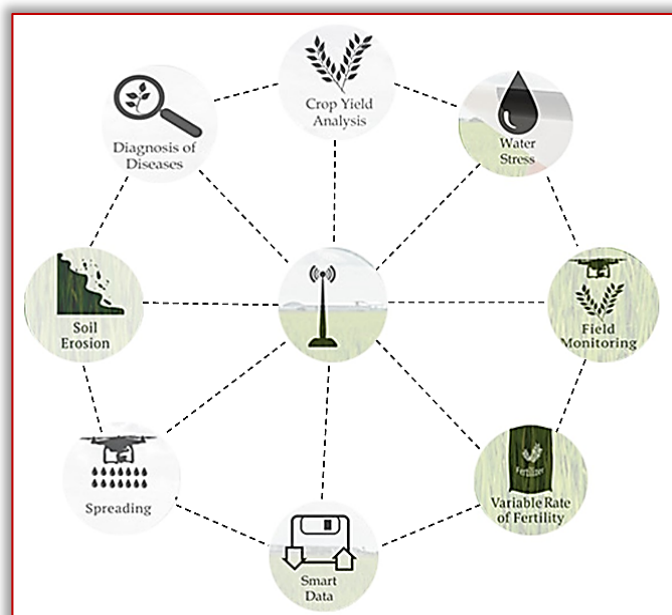 Crop Yield
Analysis
Diagnosis of
Diseases
Water
Stress
Soil
Erosion
Field
Monitoring
Spreading
Fertilizer
Variable Rate
of Fertility
Smart
Data